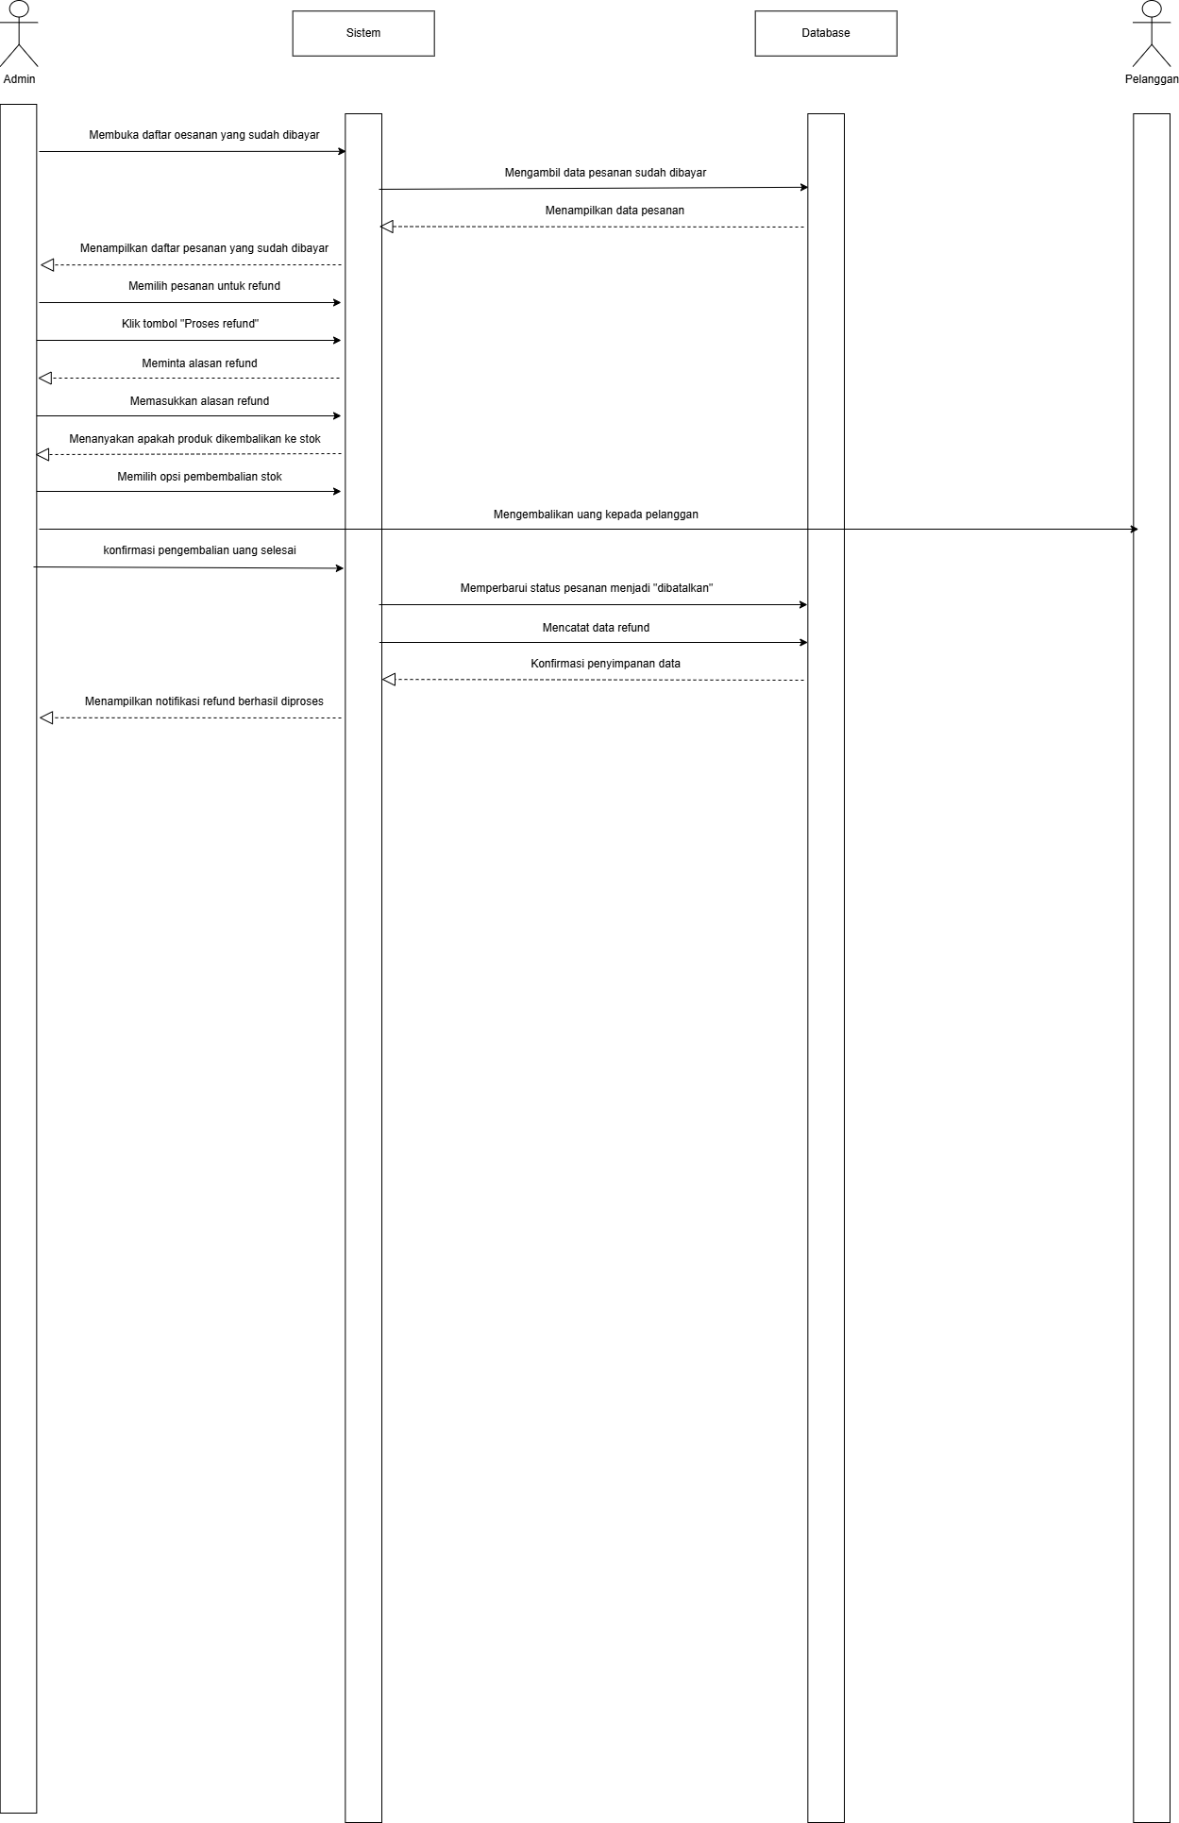 Admin
Sistem
Database
Pelanggan
Membuka daftar oesanan yang sudah dibayar
Mengambil data pesanan sudah dibayar
Menampilkan data pesanan
Menampilkan daftar pesanan yang sudah dibayar
Memilih pesanan untuk refund
Klik tombol "Proses refund"
Meminta alasan refund
Memasukkan alasan refund
Menanyakan apakah produk dikembalikan ke stok
Memilih opsi pembembalian stok
Mengembalikan uang kepada pelanggan
konfirmasi pengembalian uang selesai
Memperbarui status pesanan menjadi "dibatalkan"
Mencatat data refund
Konfirmasi penyimpanan data
Menampilkan notifikasi refund berhasil diproses